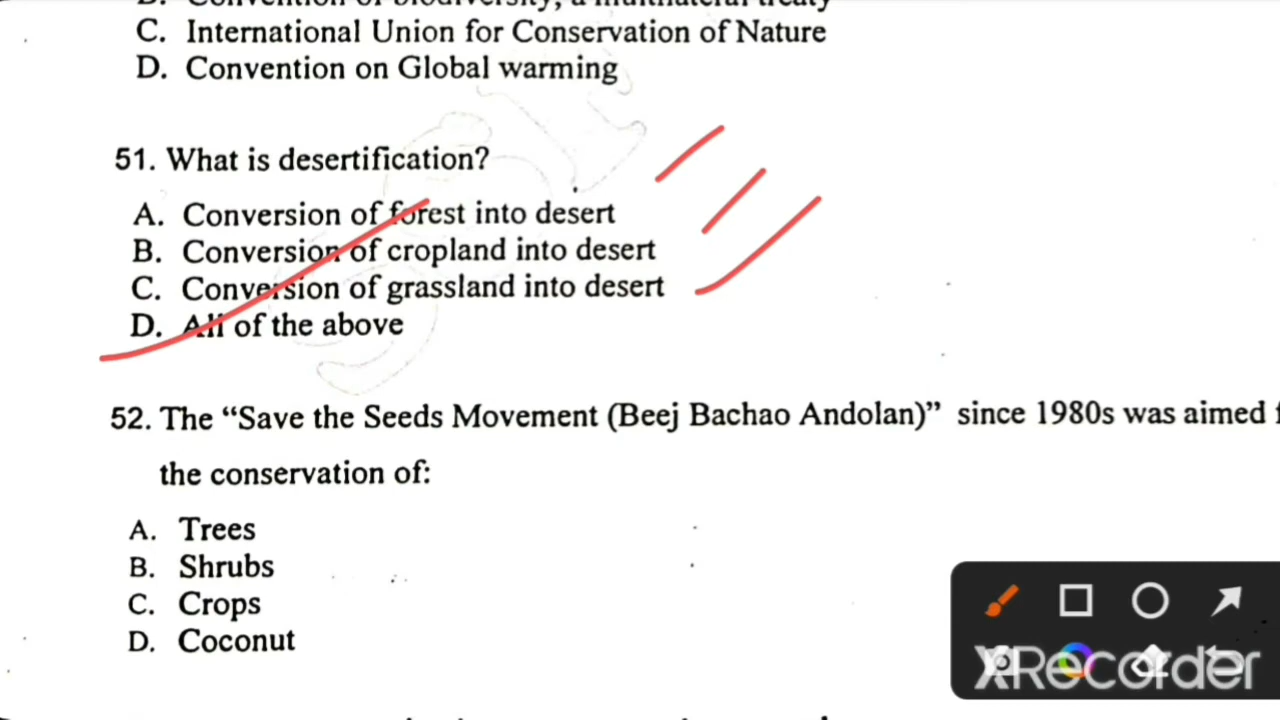 C. International Union for Conservation of Nature
D. Convention on Global warming
51. What is desertification?
A. Conversion of forest into desert
B. Conversion of cropland into desert
C. Conversion of grassland into desert
D. All of the above
52. The “Save the Seeds Movement (Beej Bachao Andolan)” since 1980s was aimed
the conservation of:
A. Trees
B. Shrubs
C. Crops
D. Coconut
XRecorder